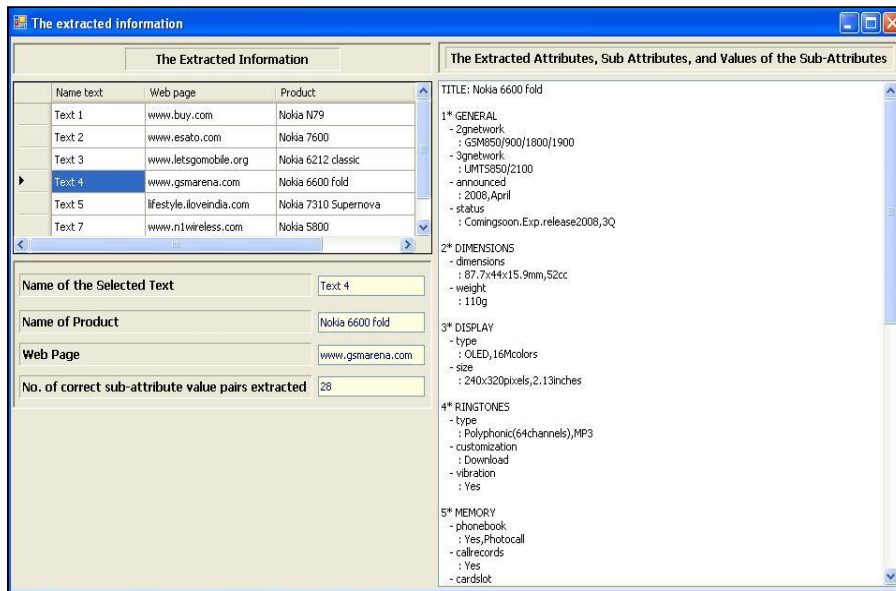 The extracted information
The Extracted Information
Name text Web page Product
Text 1 www.buy.com Nokia N79
Text 2 www.esato.com Nokia 7600
Text 3 www.letsgomobile.org Nokia 6212 classic
Text 4 www.gsmarena.com Nokia 6600 fold
Text 5 lifestyle.iloveindia.com Nokia 7310 Supernova
Text 7 www.n1wireless.com Nokia 5800
Name of the Selected Text Text 4
Name of Product Nokia 6600 fold
Web Page www.gsmarena.com
No. of correct sub-attribute value pairs extracted 28
The Extracted Attributes, Sub Attributes, and Values of the Sub-Attributes
TITLE: Nokia 6600 fold
1* GENERAL
- 2gnetwork
: GSM850/900/1800/1900
- 3gnetwork
: UMTS850/2100
- announced
: 2008,April
- status
: Comingsoon.Exp.release2008,3Q
2* DIMENSIONS
- dimensions
: 87.7x44x15.9mm,52cc
- weight
: 110g
3* DISPLAY
- type
: OLED,16Mcolors
- size
: 240x320pixels,2.13inches
4* RINGTONES
- type
: Polyphonic(64channels),MP3
- customization
: Download
- vibration
: Yes
5* MEMORY
- phonebook
: Yes,Photocall
- callrecords
: Yes
- cardslot